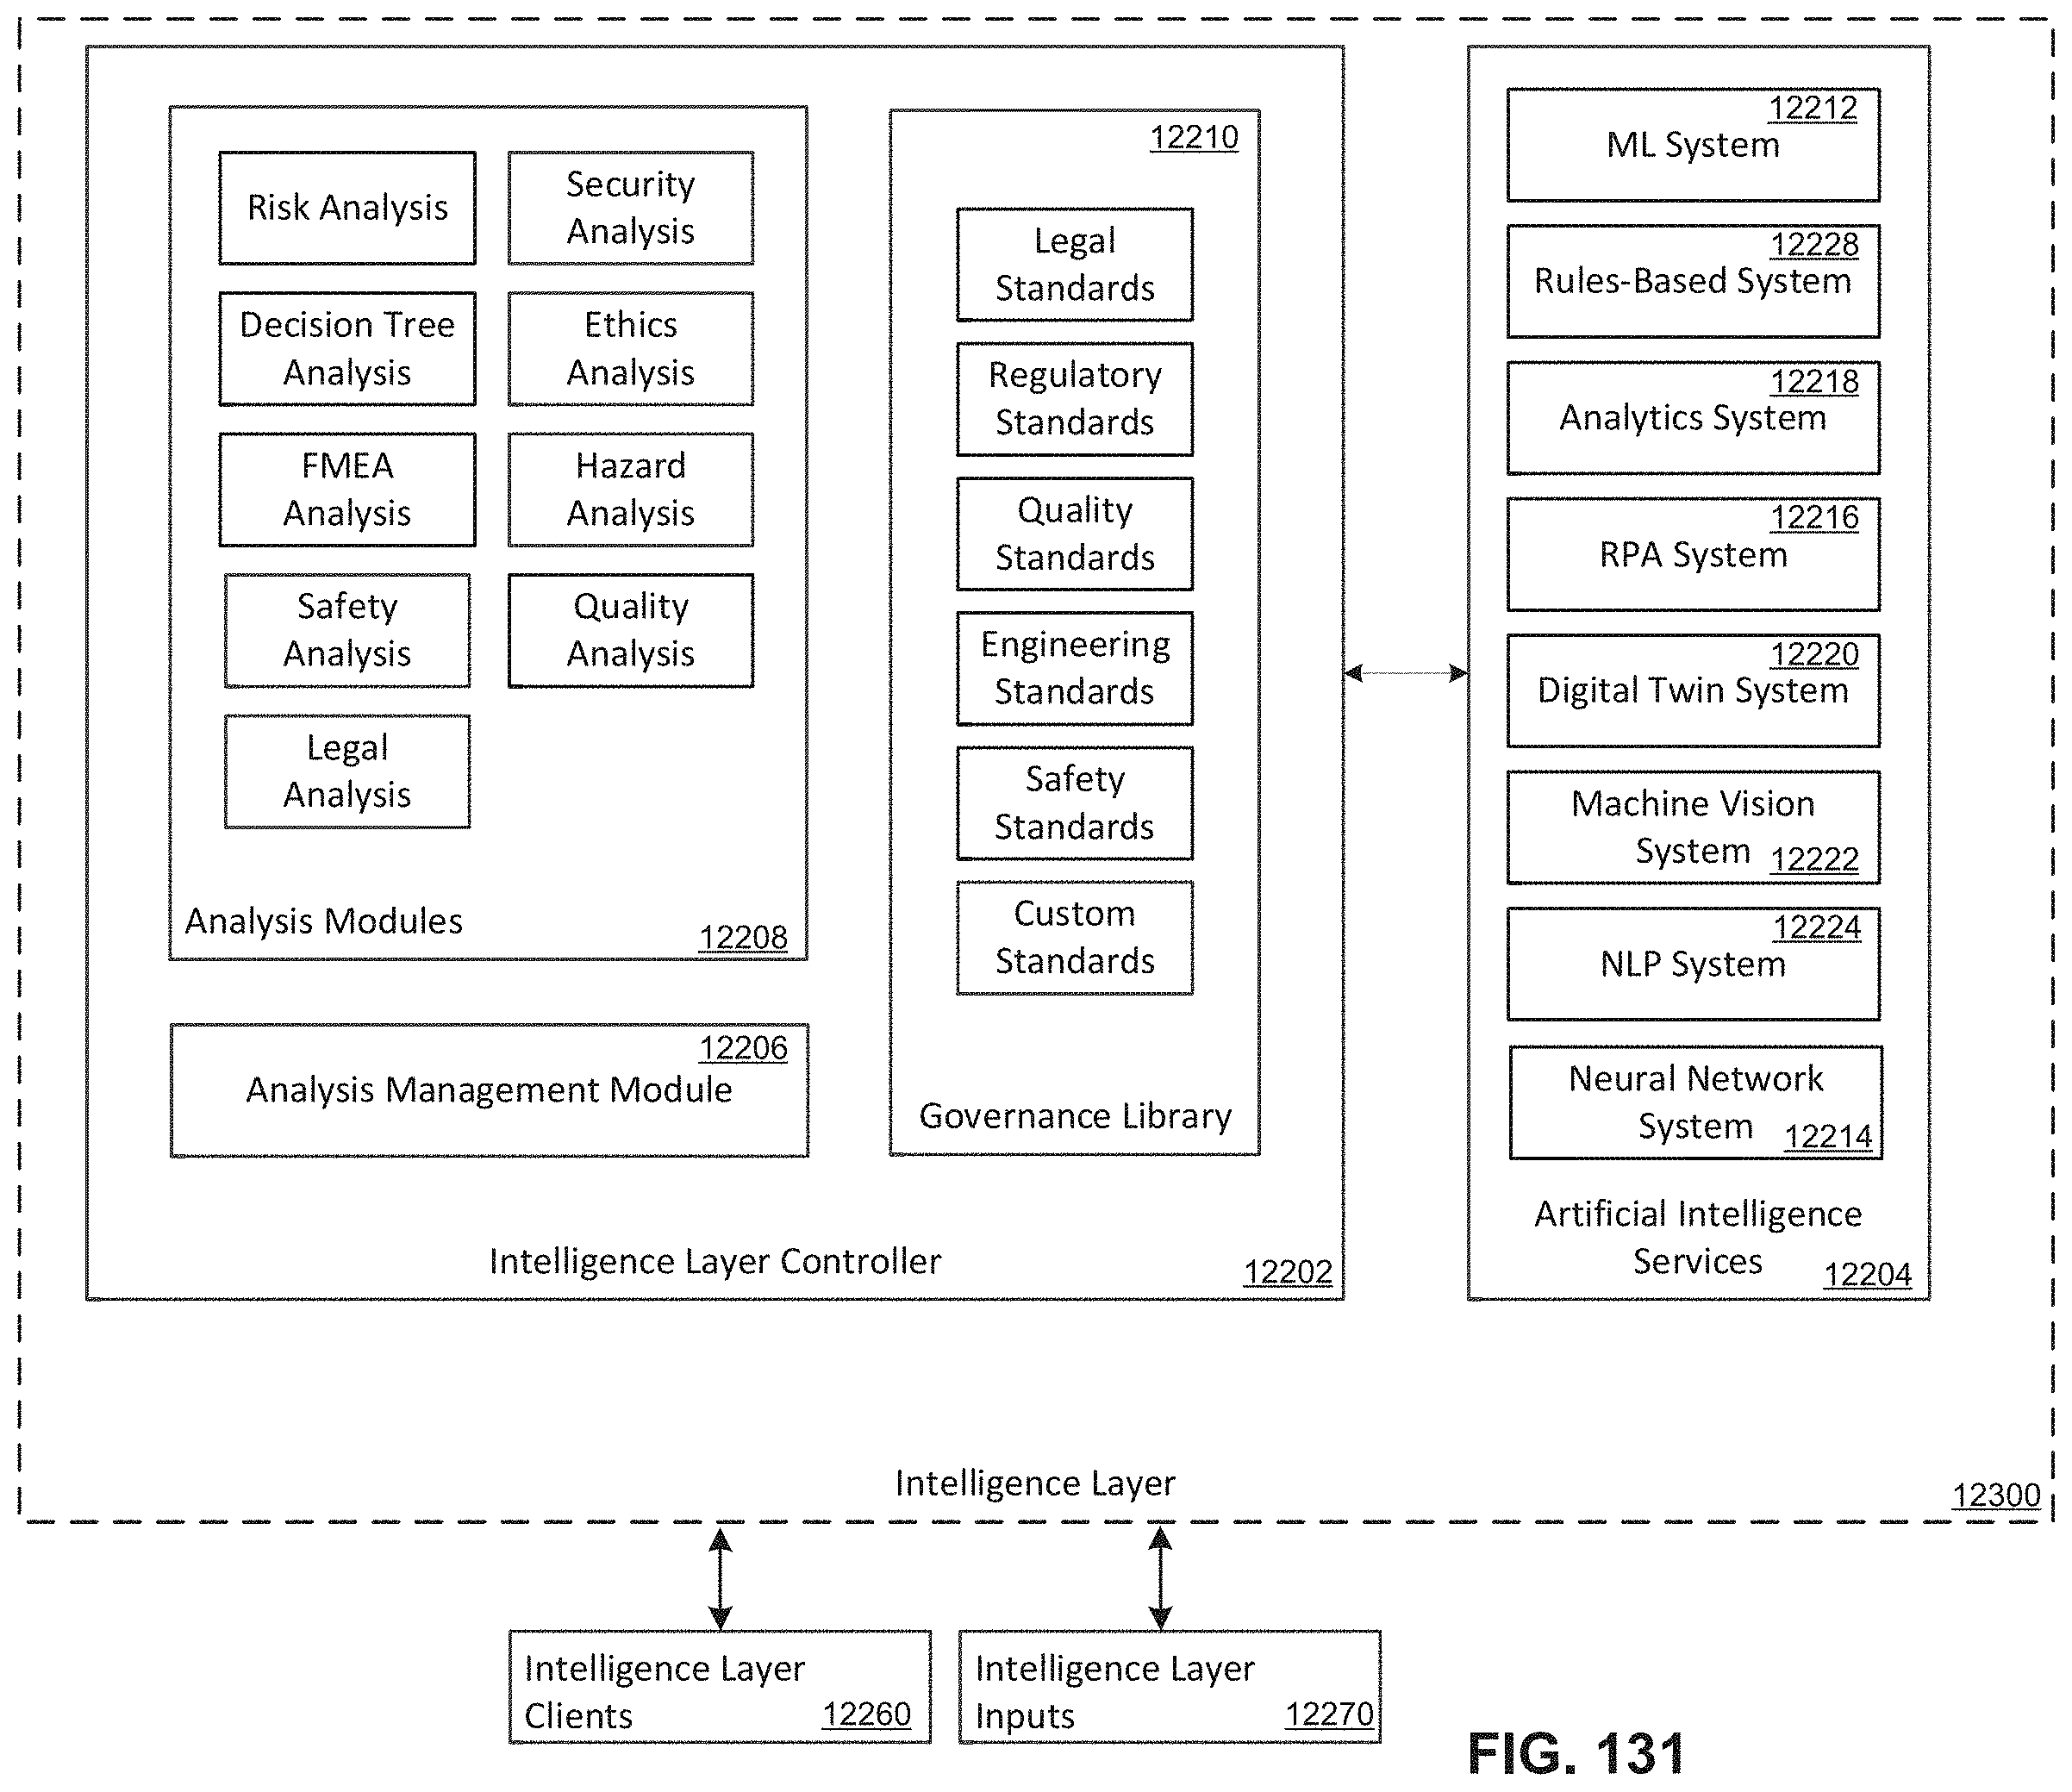 Risk Analysis
Security
Analysis
Decision Tree
Analysis
Ethics
Analysis
FMEA
Analysis
Hazard
Analysis
Safety
Analysis
Quality
Analysis
Legal
Analysis
Analysis Modules
12208
12206
Analysis Management Module
12210
Legal
Standards
Regulatory
Standards
Quality
Standards
Engineering
Standards
Safety
Standards
Custom
Standards
Governance Library
Intelligence Layer Controller
12202
12212
ML System
12228
Rules-Based System
12218
Analytics System
12216
RPA System
12220
Digital Twin System
Machine Vision
System 12222
12224
NLP System
Neural Network
System 12214
Artificial Intelligence
Services 12204
Intelligence Layer
12300
Intelligence Layer
Clients 12260
Intelligence Layer
Inputs 12270
FIG. 131